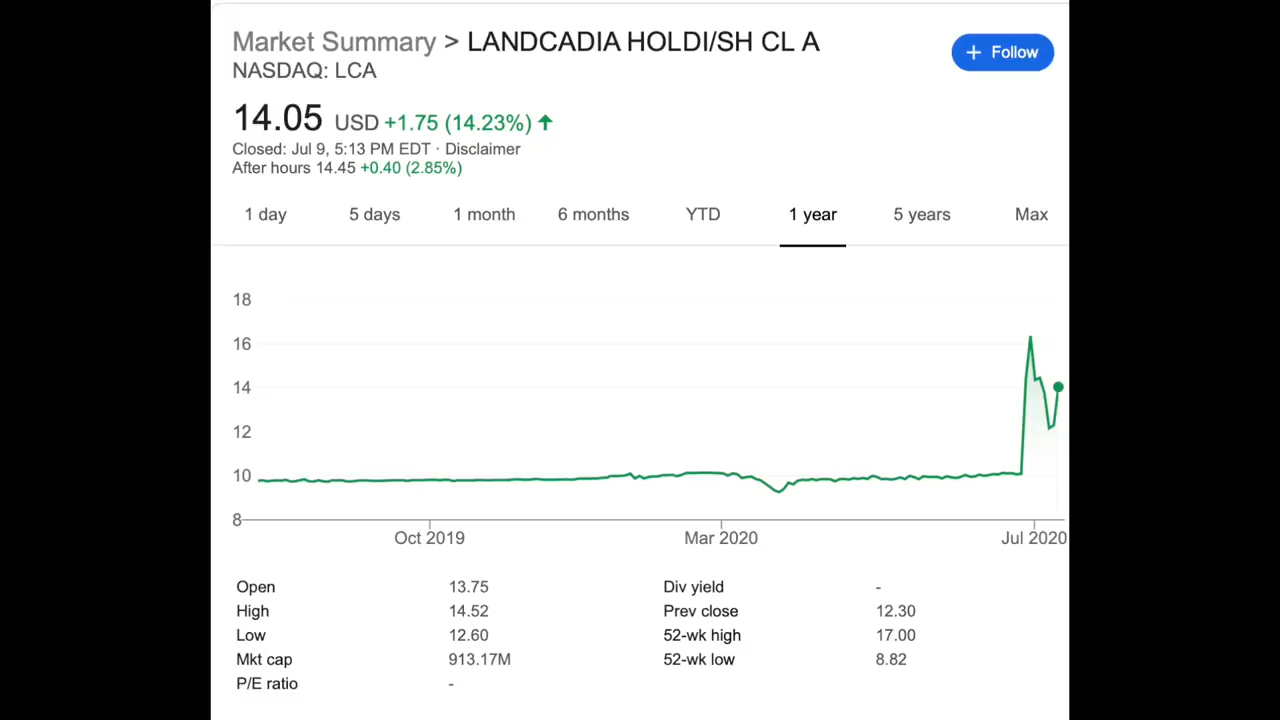 Market Summary > LANDCADIA HOLDI/SH CL A
+ Follow
NASDAQ: LCA
14.05 USD +1.75 (14.23%)
Closed: Jul 9, 5:13 PM EDT · Disclaimer
After hours 14.45 +0.40 (2.85%)
1 day 5 days 1 month 6 months YTD 1 year 5 years Max
18
16
14
12
10
8
Oct 2019 Mar 2020 Jul 2020
Open 13.75 Div yield -
High 14.52 Prev close 12.30
Low 12.60 52-wk high 17.00
Mkt cap 913.17M 52-wk low 8.82
P/E ratio -